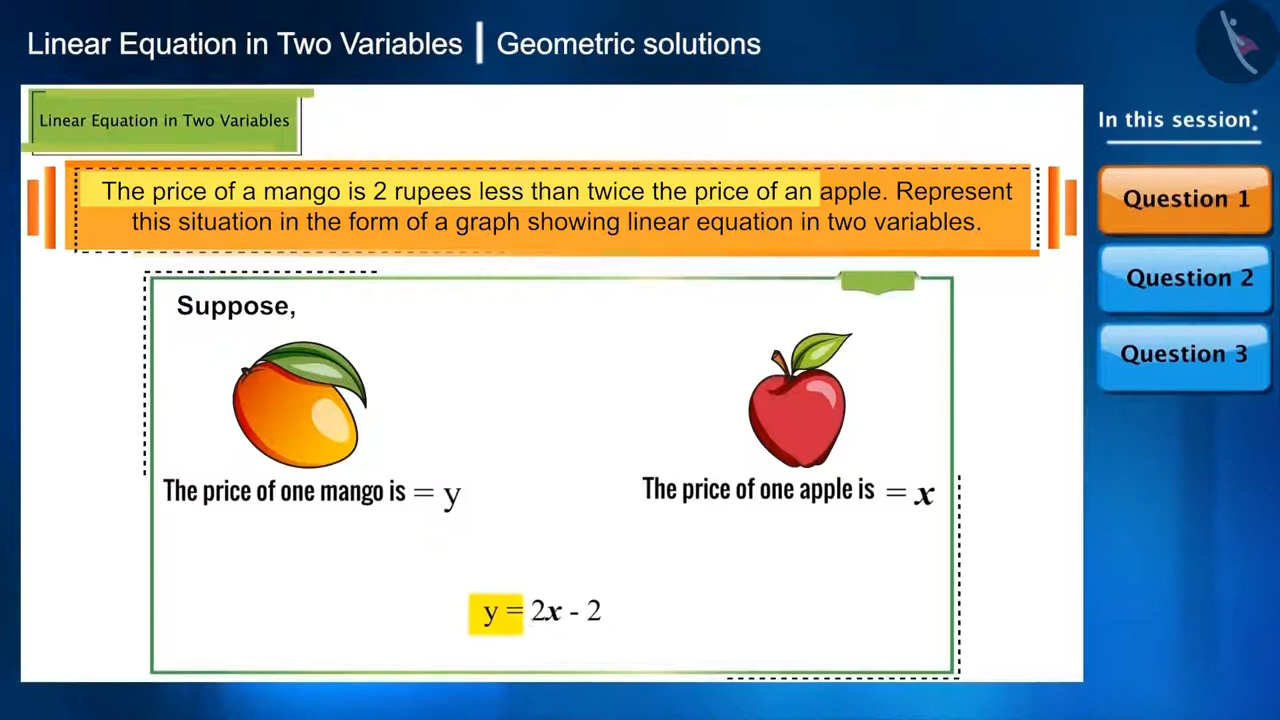 Linear Equation in Two Variables | Geometric solutions
In this session:
Linear Equation in Two Variables
The price of a mango is 2 rupees less than twice the price of an apple. Represent
this situation in the form of a graph showing linear equation in two variables.
Question 1
Question 2
Question 3
Suppose,
The price of one mango is = y
The price of one apple is = x
y = 2x - 2